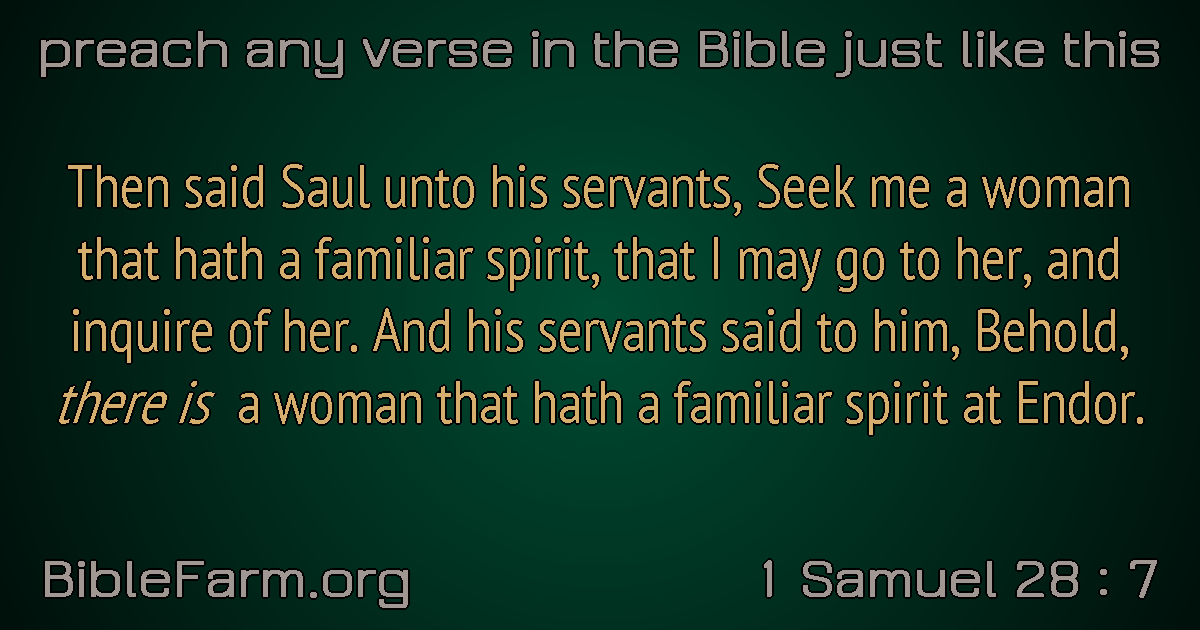 preach any verse in the Bible just like this
Then said Saul unto his servants, Seek me a woman
that hath a familiar spirit, that I may go to her, and
inquire of her. And his servants said to him, Behold,
there is a woman that hath a familiar spirit at Endor.
BibleFarm.org
1 Samuel 28 : 7